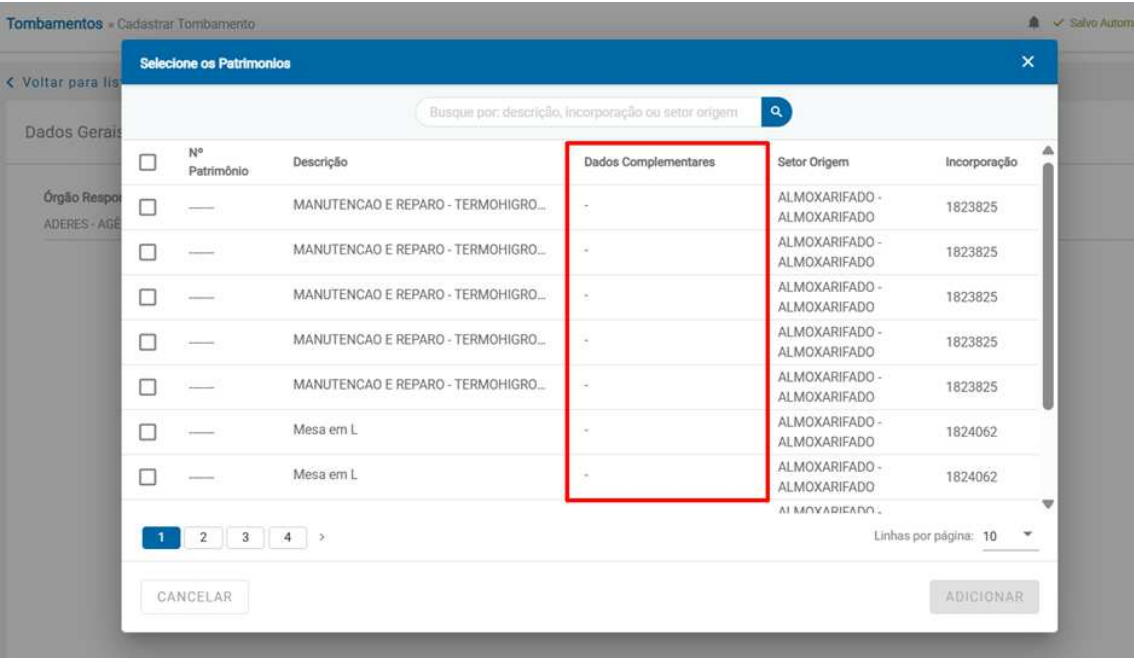 Tombamentos » Cadastrar Tombamento
Salvo Autom
Voltar para lis
Selecione os Patrimonios
Busque por: descrição, incorporação ou setor origem
Dados Gerais
Órgão Respon
ADERES - AGÊ
Nº Patrimônio Descrição Dados Complementares Setor Origem Incorporação
------ MANUTENCAO E REPARO - TERMOHIGRO... - ALMOXARIFADO - ALMOXARIFADO 1823825
------ MANUTENCAO E REPARO - TERMOHIGRO... - ALMOXARIFADO - ALMOXARIFADO 1823825
------ MANUTENCAO E REPARO - TERMOHIGRO... - ALMOXARIFADO - ALMOXARIFADO 1823825
------ MANUTENCAO E REPARO - TERMOHIGRO... - ALMOXARIFADO - ALMOXARIFADO 1823825
------ MANUTENCAO E REPARO - TERMOHIGRO... - ALMOXARIFADO - ALMOXARIFADO 1823825
------ Mesa em L - ALMOXARIFADO - ALMOXARIFADO 1824062
------ Mesa em L - ALMOXARIFADO - ALMOXARIFADO 1824062
ALMOXARIFADO -
1 2 3 4 >
Linhas por página: 10
CANCELAR
ADICIONAR